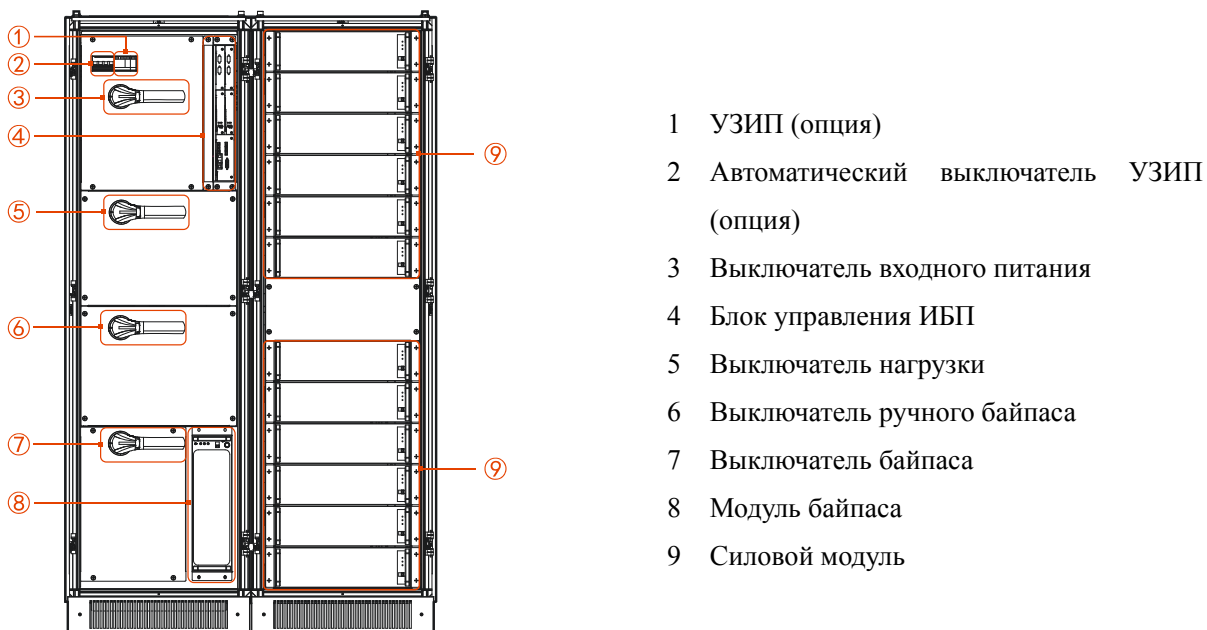 ①
②
③
④
⑤
⑥
⑦
⑧
⑨
⑨
1 УЗИП (опция)
2 Автоматический выключатель УЗИП
(опция)
3 Выключатель входного питания
4 Блок управления ИБП
5 Выключатель нагрузки
6 Выключатель ручного байпаса
7 Выключатель байпаса
8 Модуль байпаса
9 Силовой модуль